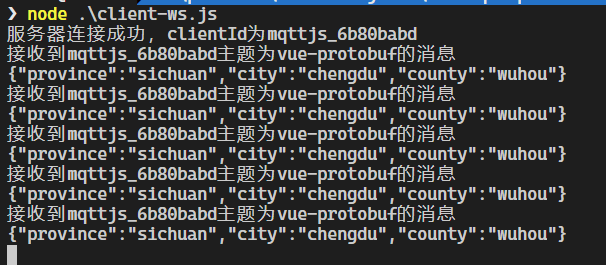 ❯ node .\client-ws.js
服务器连接成功, clientId为mqttjs_6b80babd
接收到mqttjs_6b80babd主题为vue-protobuf的消息
{"province":"sichuan","city":"chengdu","county":"wuhou"}
接收到mqttjs_6b80babd主题为vue-protobuf的消息
{"province":"sichuan","city":"chengdu","county":"wuhou"}
接收到mqttjs_6b80babd主题为vue-protobuf的消息
{"province":"sichuan","city":"chengdu","county":"wuhou"}
接收到mqttjs_6b80babd主题为vue-protobuf的消息
{"province":"sichuan","city":"chengdu","county":"wuhou"}
接收到mqttjs_6b80babd主题为vue-protobuf的消息
{"province":"sichuan","city":"chengdu","county":"wuhou"}